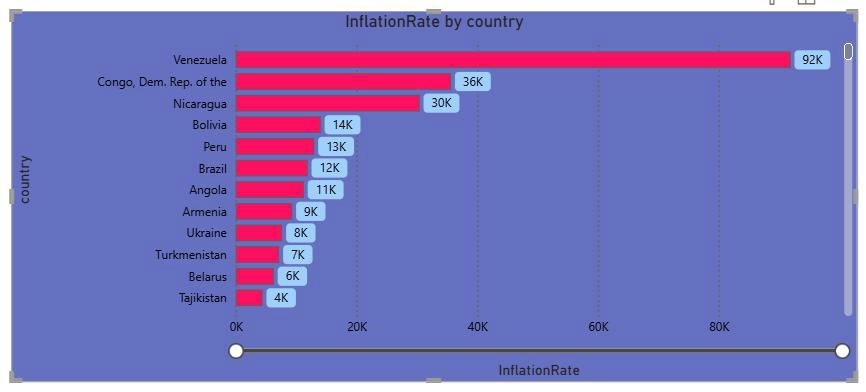 InflationRate by country
country
Venezuela 92K
Congo, Dem. Rep. of the 36K
Nicaragua 30K
Bolivia 14K
Peru 13K
Brazil 12K
Angola 11K
Armenia 9K
Ukraine 8K
Turkmenistan 7K
Belarus 6K
Tajikistan 4K
0K 20K 40K 60K 80K
InflationRate